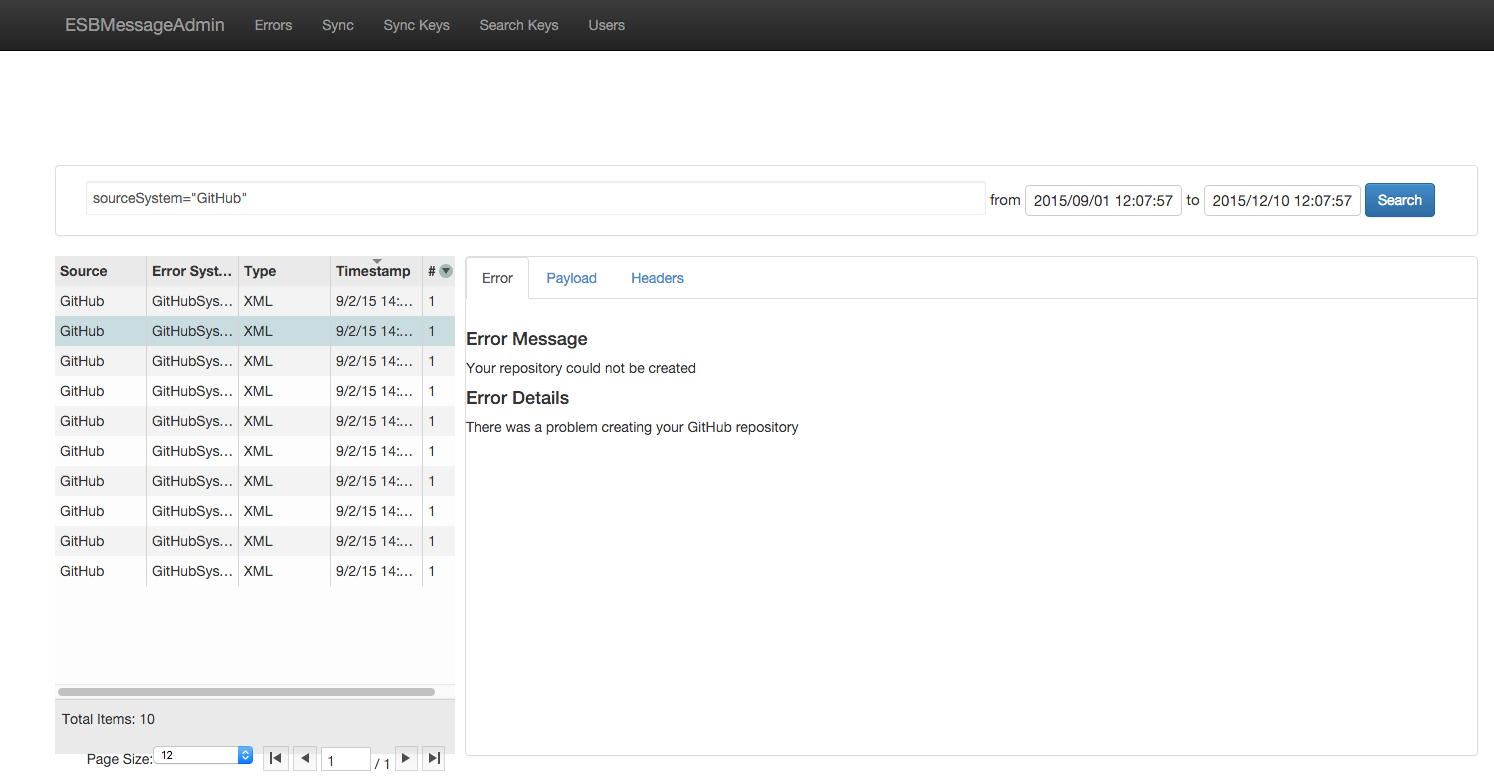 ESBMessageAdmin Errors Sync Sync Keys Search Keys Users
sourceSystem="GitHub" from 2015/09/01 12:07:57 to 2015/12/10 12:07:57 Search
Source Error Syst... Type Timestamp #
GitHub GitHubSys... XML 9/2/15 14:... 1
GitHub GitHubSys... XML 9/2/15 14:... 1
GitHub GitHubSys... XML 9/2/15 14:... 1
GitHub GitHubSys... XML 9/2/15 14:... 1
GitHub GitHubSys... XML 9/2/15 14:... 1
GitHub GitHubSys... XML 9/2/15 14:... 1
GitHub GitHubSys... XML 9/2/15 14:... 1
GitHub GitHubSys... XML 9/2/15 14:... 1
GitHub GitHubSys... XML 9/2/15 14:... 1
GitHub GitHubSys... XML 9/2/15 14:... 1
Total Items: 10
Page Size: 12 1 / 1
Error Payload Headers
Error Message
Your repository could not be created
Error Details
There was a problem creating your GitHub repository